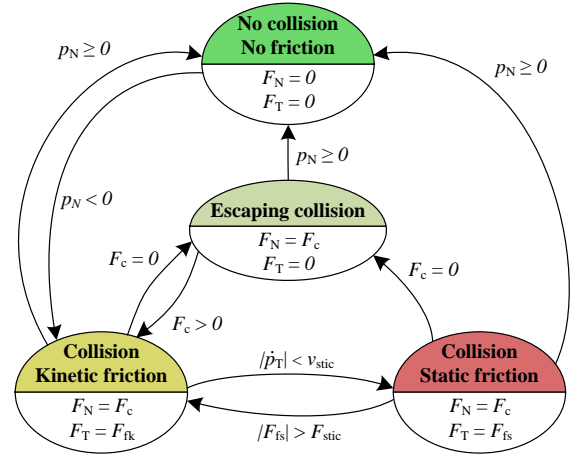 No collision
No friction
F_N = 0
F_T = 0
p_N ≥ 0
p_N ≥ 0
p_N ≥ 0
p_N < 0
Escaping collision
F_N = F_c
F_T = 0
F_c = 0
F_c = 0
F_c > 0
Collision
Kinetic friction
F_N = F_c
F_T = F_fk
|ṗ_T| < v_stic
|F_fs| > F_stic
Collision
Static friction
F_N = F_c
F_T = F_fs